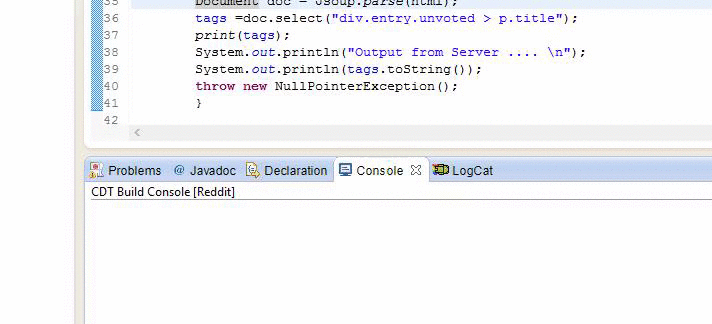 35 Document doc = Jsoup.parse(html);
36 tags =doc.select("div.entry.unvoted > p.title");
37 print(tags);
38 System.out.println("Output from Server .... \n");
39 System.out.println(tags.toString());
40 throw new NullPointerException();
41 }
42
Problems @ Javadoc Declaration Console LogCat
CDT Build Console [Reddit]